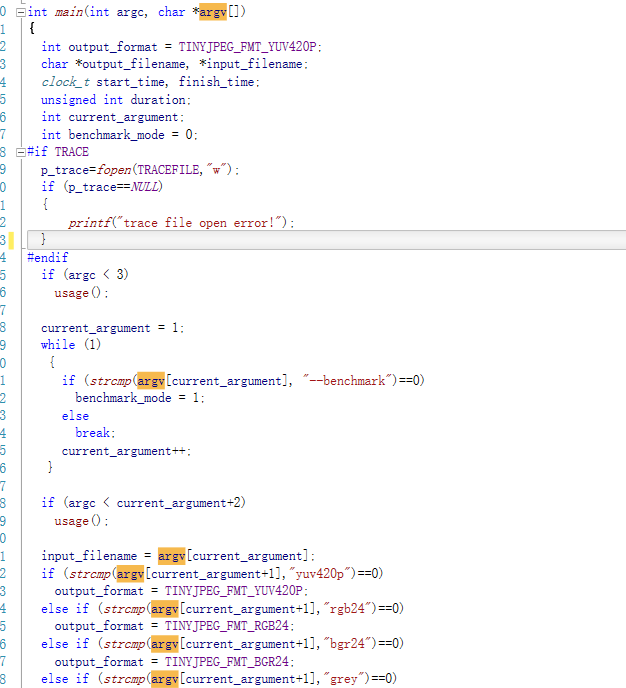 0 int main(int argc, char *argv[])
1 {
2 int output_format = TINYJPEG_FMT_YUV420P;
3 char *output_filename, *input_filename;
4 clock_t start_time, finish_time;
5 unsigned int duration;
6 int current_argument;
7 int benchmark_mode = 0;
8 #if TRACE
9 p_trace=fopen(TRACEFILE,"w");
0 if (p_trace==NULL)
1 {
2 printf("trace file open error!");
3 }
4 #endif
5 if (argc < 3)
6 usage();
7
8 current_argument = 1;
9 while (1)
0 {
1 if (strcmp(argv[current_argument], "--benchmark")==0)
2 benchmark_mode = 1;
3 else
4 break;
5 current_argument++;
6 }
7
8 if (argc < current_argument+2)
9 usage();
0
1 input_filename = argv[current_argument];
2 if (strcmp(argv[current_argument+1],"yuv420p")==0)
3 output_format = TINYJPEG_FMT_YUV420P;
4 else if (strcmp(argv[current_argument+1],"rgb24")==0)
5 output_format = TINYJPEG_FMT_RGB24;
6 else if (strcmp(argv[current_argument+1],"bgr24")==0)
7 output_format = TINYJPEG_FMT_BGR24;
8 else if (strcmp(argv[current_argument+1],"grey")==0)